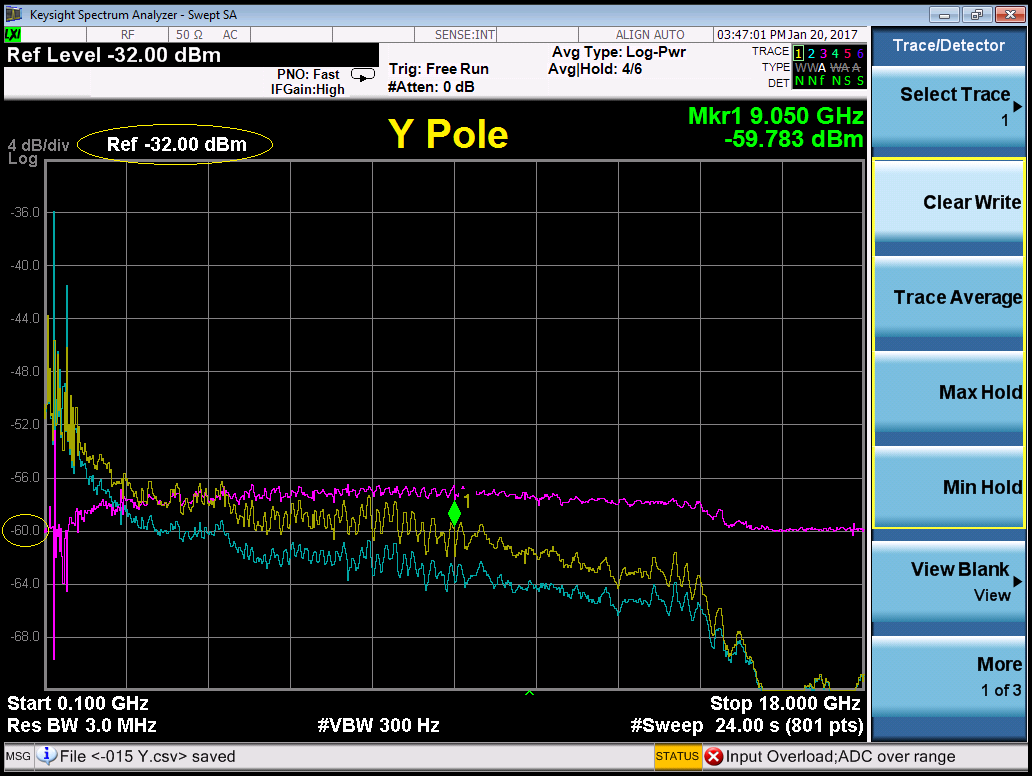 Keysight Spectrum Analyzer - Swept SA
LXI
RF
50 Ω
AC
SENSE:INT
ALIGN AUTO
03:47:01 PM Jan 20, 2017
Ref Level -32.00 dBm
PNO: Fast
IFGain:High
Trig: Free Run
#Atten: 0 dB
Avg Type: Log-Pwr
Avg|Hold: 4/6
TRACE 1 2 3 4 5 6
TYPE WWA WAA
DET N N f N S S
Mkr1 9.050 GHz
-59.783 dBm
4 dB/div
Log
Ref -32.00 dBm
Y Pole
-36.0
-40.0
-44.0
-48.0
-52.0
-56.0
-60.0
-64.0
-68.0
1
Start 0.100 GHz
Res BW 3.0 MHz
#VBW 300 Hz
Stop 18.000 GHz
#Sweep 24.00 s (801 pts)
MSG
File <-015 Y.csv> saved
STATUS
Input Overload;ADC over range
Trace/Detector
Select Trace
1
Clear Write
Trace Average
Max Hold
Min Hold
View Blank
View
More
1 of 3